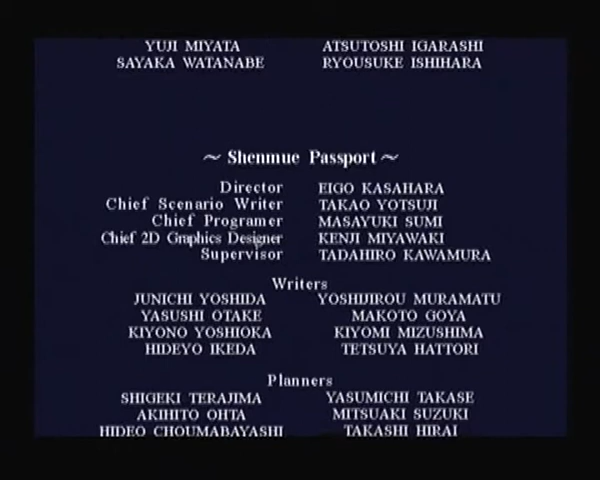 YUJI MIYATA ATSUTOSHI IGARASHI
SAYAKA WATANABE RYOUSUKE ISHIHARA
～ Shenmue Passport ～
Director EIGO KASAHARA
Chief Scenario Writer TAKAO YOTSUJI
Chief Programer MASAYUKI SUMI
Chief 2D Graphics Designer KENJI MIYAWAKI
Supervisor TADAHIRO KAWAMURA
Writers
JUNICHI YOSHIDA YOSHIJIROU MURAMATU
YASUSHI OTAKE MAKOTO GOYA
KIYONO YOSHIOKA KIYOMI MIZUSHIMA
HIDEYO IKEDA TETSUYA HATTORI
Planners
SHIGEKI TERAJIMA YASUMICHI TAKASE
AKIHITO OHTA MITSUAKI SUZUKI
HIDEO CHOUMABAYASHI TAKASHI HIRAI